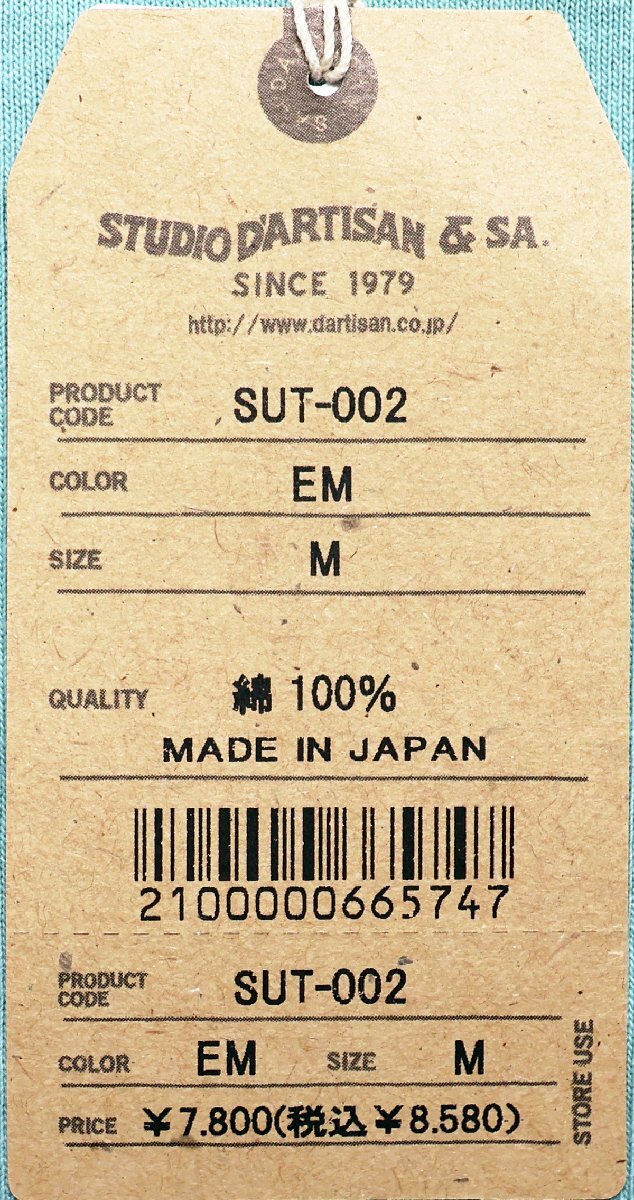 STUDIO D'ARTISAN & SA.
SINCE 1979
http://www.dartisan.co.jp/
PRODUCT CODE SUT-002
COLOR EM
SIZE M
QUALITY 綿 100%
MADE IN JAPAN
2100000665747
PRODUCT CODE SUT-002
COLOR EM SIZE M
PRICE ¥7.800(税込¥8.580)
STORE USE